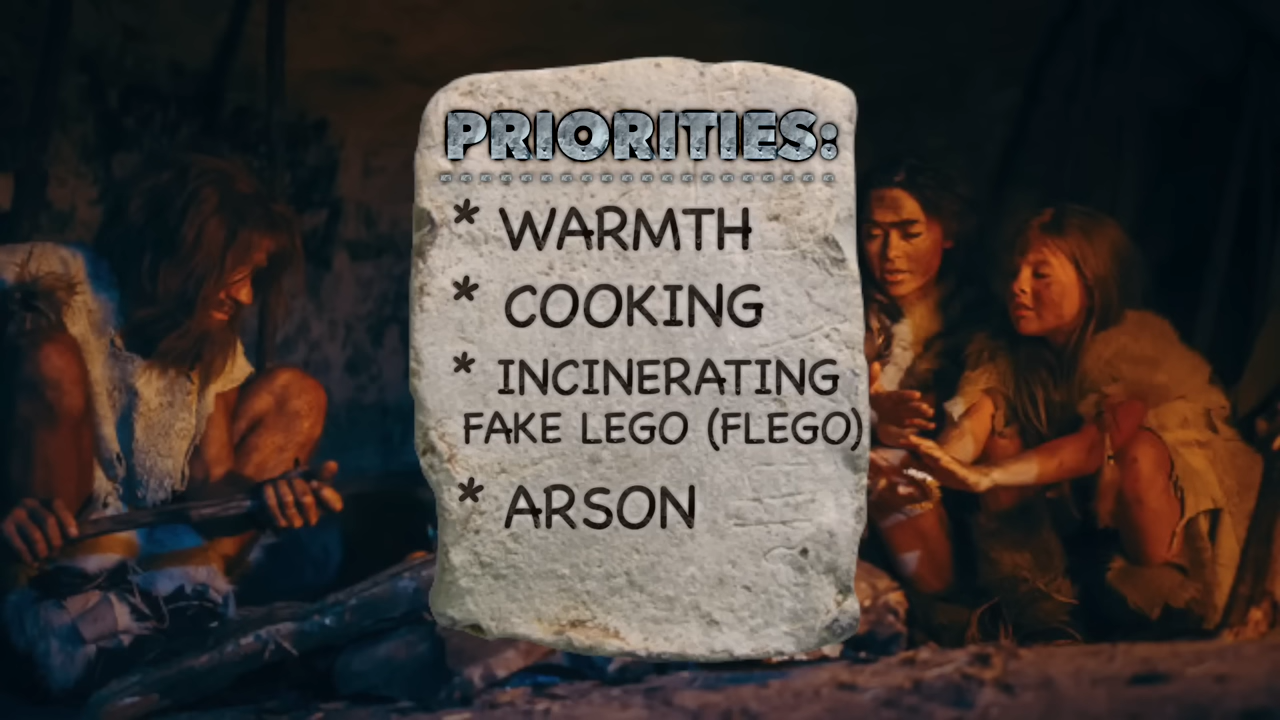 PRIORITIES:
* WARMTH
* COOKING
* INCINERATING
FAKE LEGO (FLEGO)
* ARSON